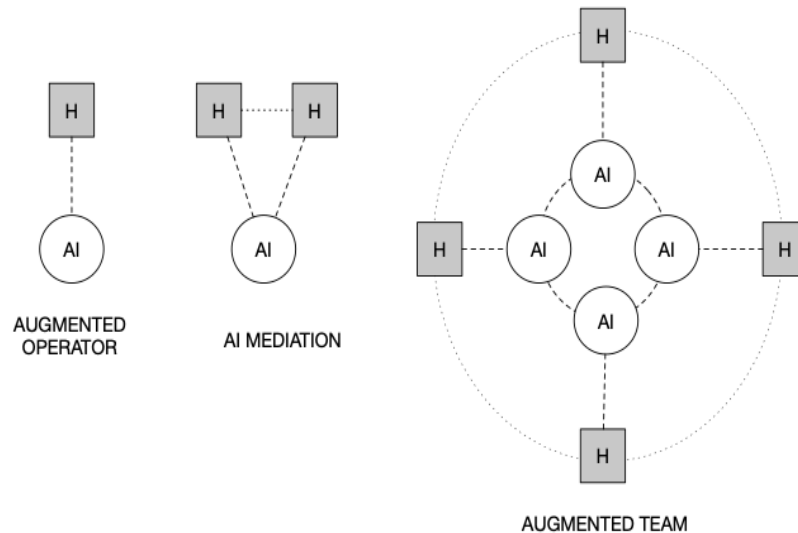 H
AI
AUGMENTED
OPERATOR
H H
AI
AI MEDIATION
H
AI
H AI AI H
AI
H
AUGMENTED TEAM